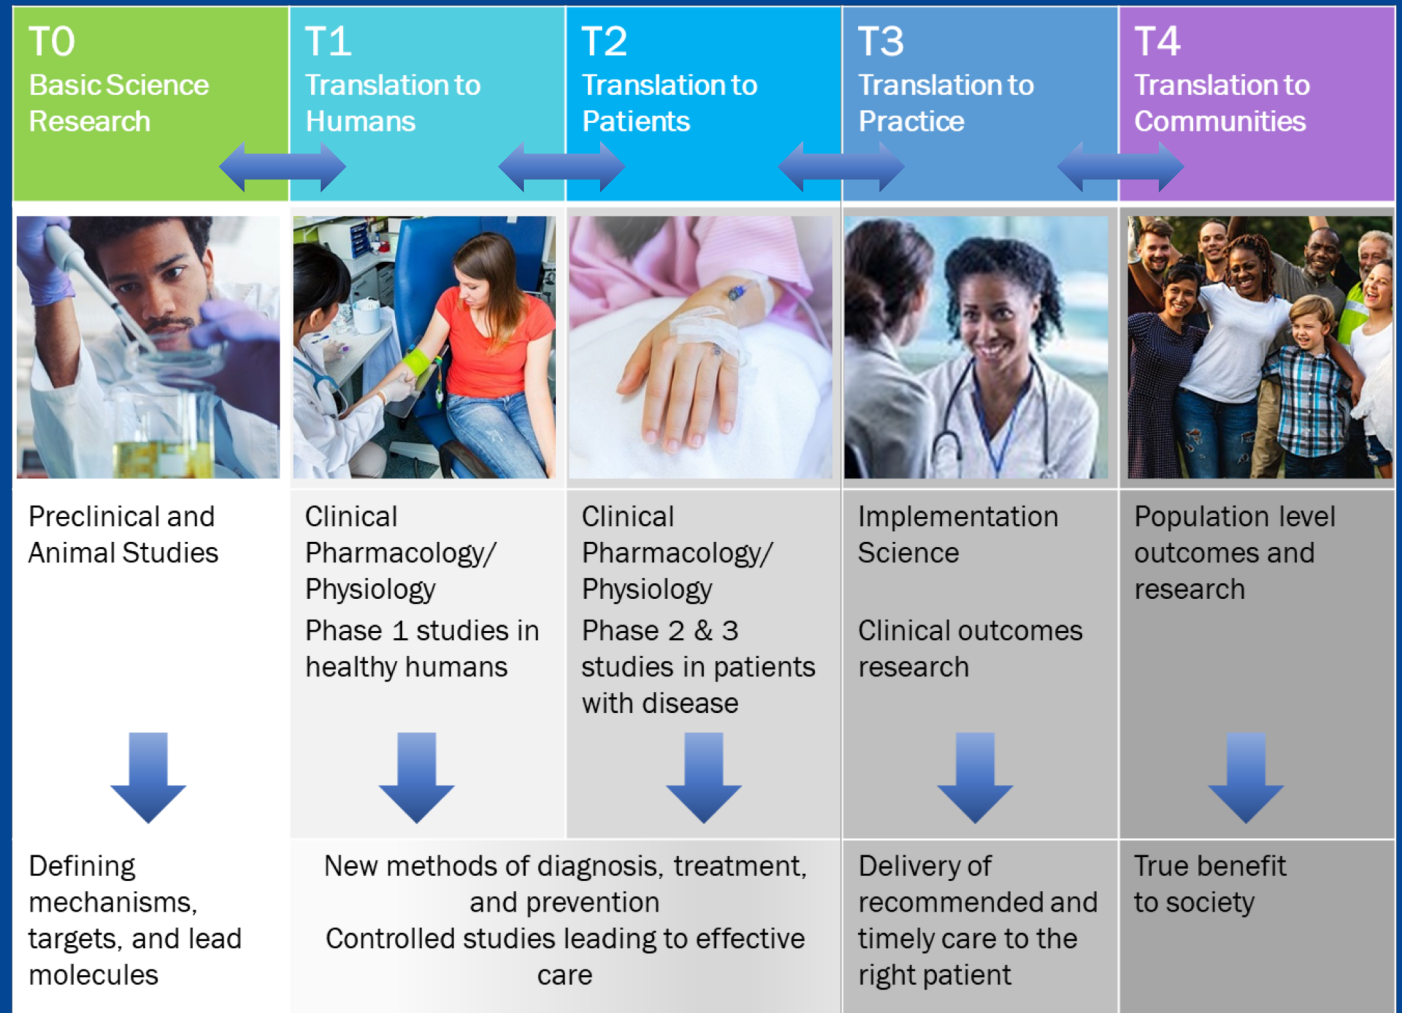 T0
Basic Science
Research
T1
Translation to
Humans
T2
Translation to
Patients
T3
Translation to
Practice
T4
Translation to
Communities
Preclinical and
Animal Studies
Clinical
Pharmacology/
Physiology
Phase 1 studies in
healthy humans
Clinical
Pharmacology/
Physiology
Phase 2 & 3
studies in patients
with disease
Implementation
Science
Clinical outcomes
research
Population level
outcomes and
research
Defining
mechanisms,
targets, and lead
molecules
New methods of diagnosis, treatment,
and prevention
Controlled studies leading to effective
care
Delivery of
recommended and
timely care to the
right patient
True benefit
to society